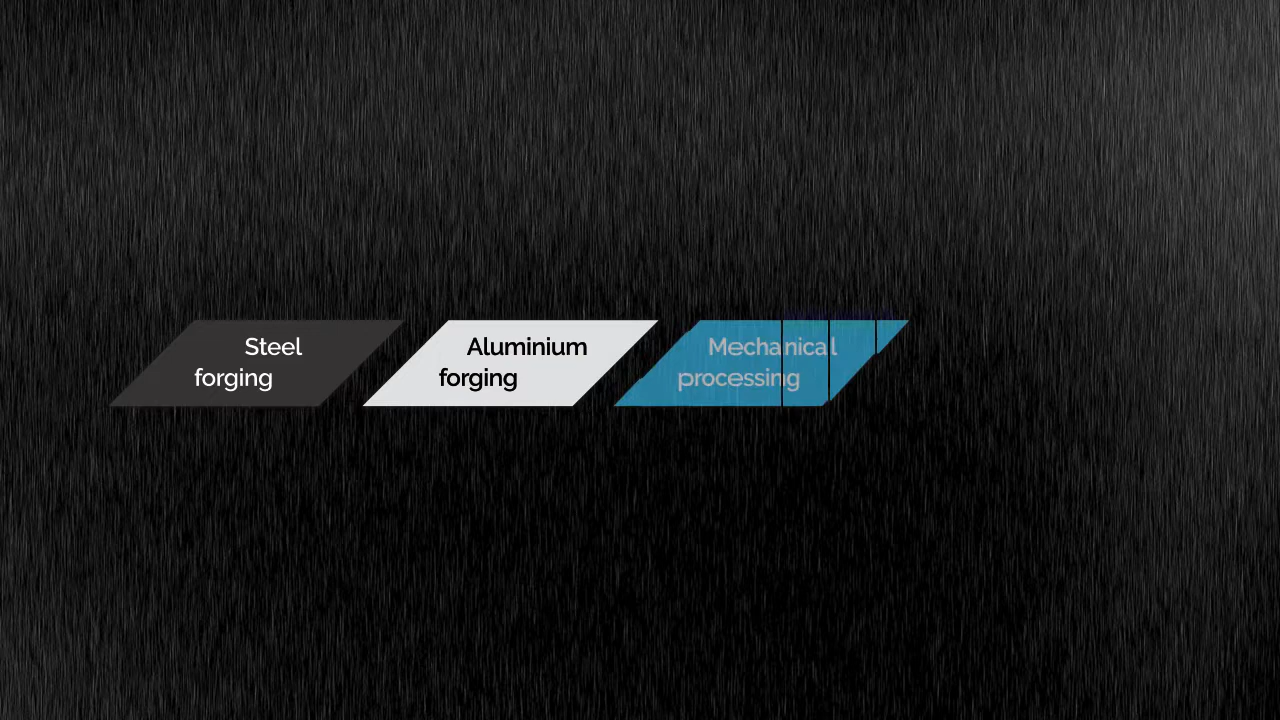 Steel
forging
Aluminium
forging
Mechanical
processing